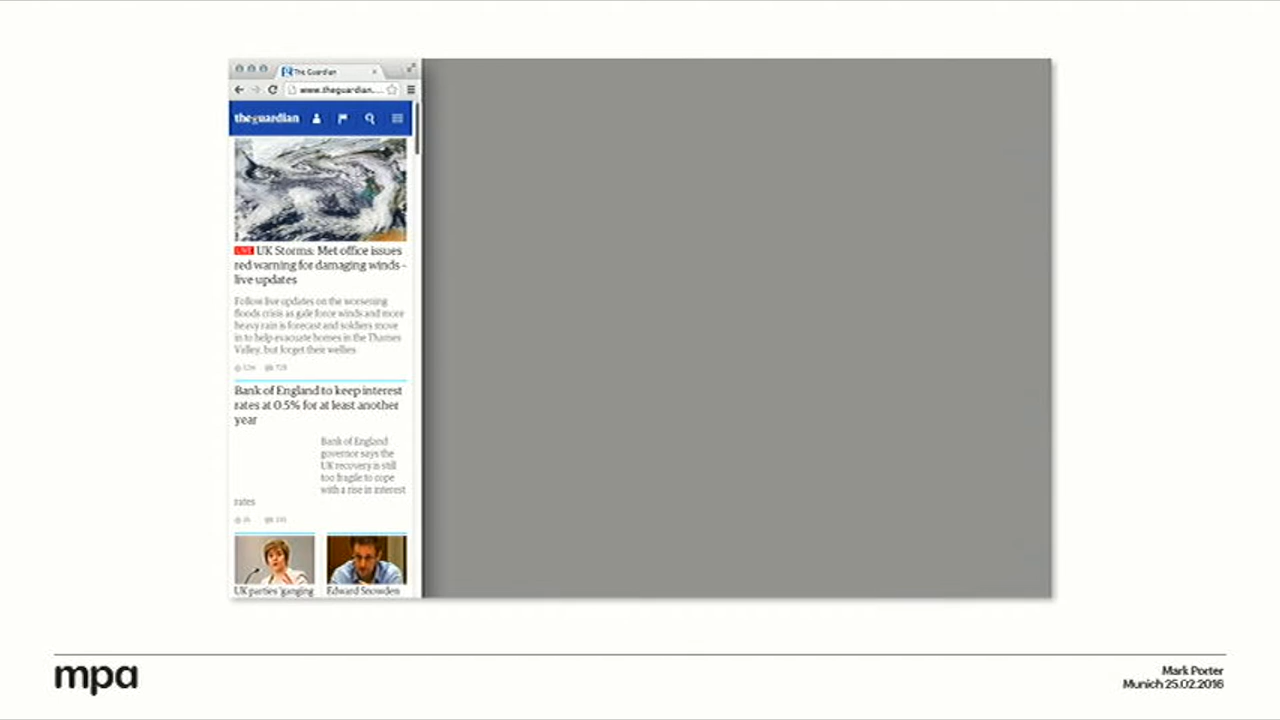 The Guardian
www.theguardian....
theguardian
LIVE UK Storms: Met office issues
red warning for damaging winds -
live updates
Follow live updates on the worsening
floods crisis as gale force winds and more
heavy rain is forecast and soldiers move
in to help evacuate homes in the Thames
Valley, but forget their wellies
Bank of England to keep interest
rates at 0.5% for at least another
year
Bank of England
governor says the
UK recovery is still
too fragile to cope
with a rise in interest
rates
UK parties 'ganging
Edward Snowden
mpa
Mark Porter
Munich 25.02.2016